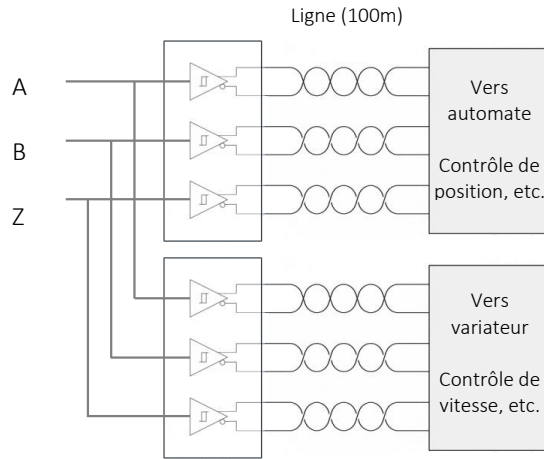 Ligne (100m)
A
B
Z
Vers
automate
Contrôle de
position, etc.
Vers
variateur
Contrôle de
vitesse, etc.